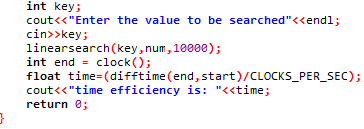 int key;
cout<<"Enter the value to be searched"<<endl;
cin>>key;
linearsearch(key,num,10000);
int end = clock();
float time=(difftime(end,start)/CLOCKS_PER_SEC);
cout<<"time efficiency is: "<<time;
return 0;
}